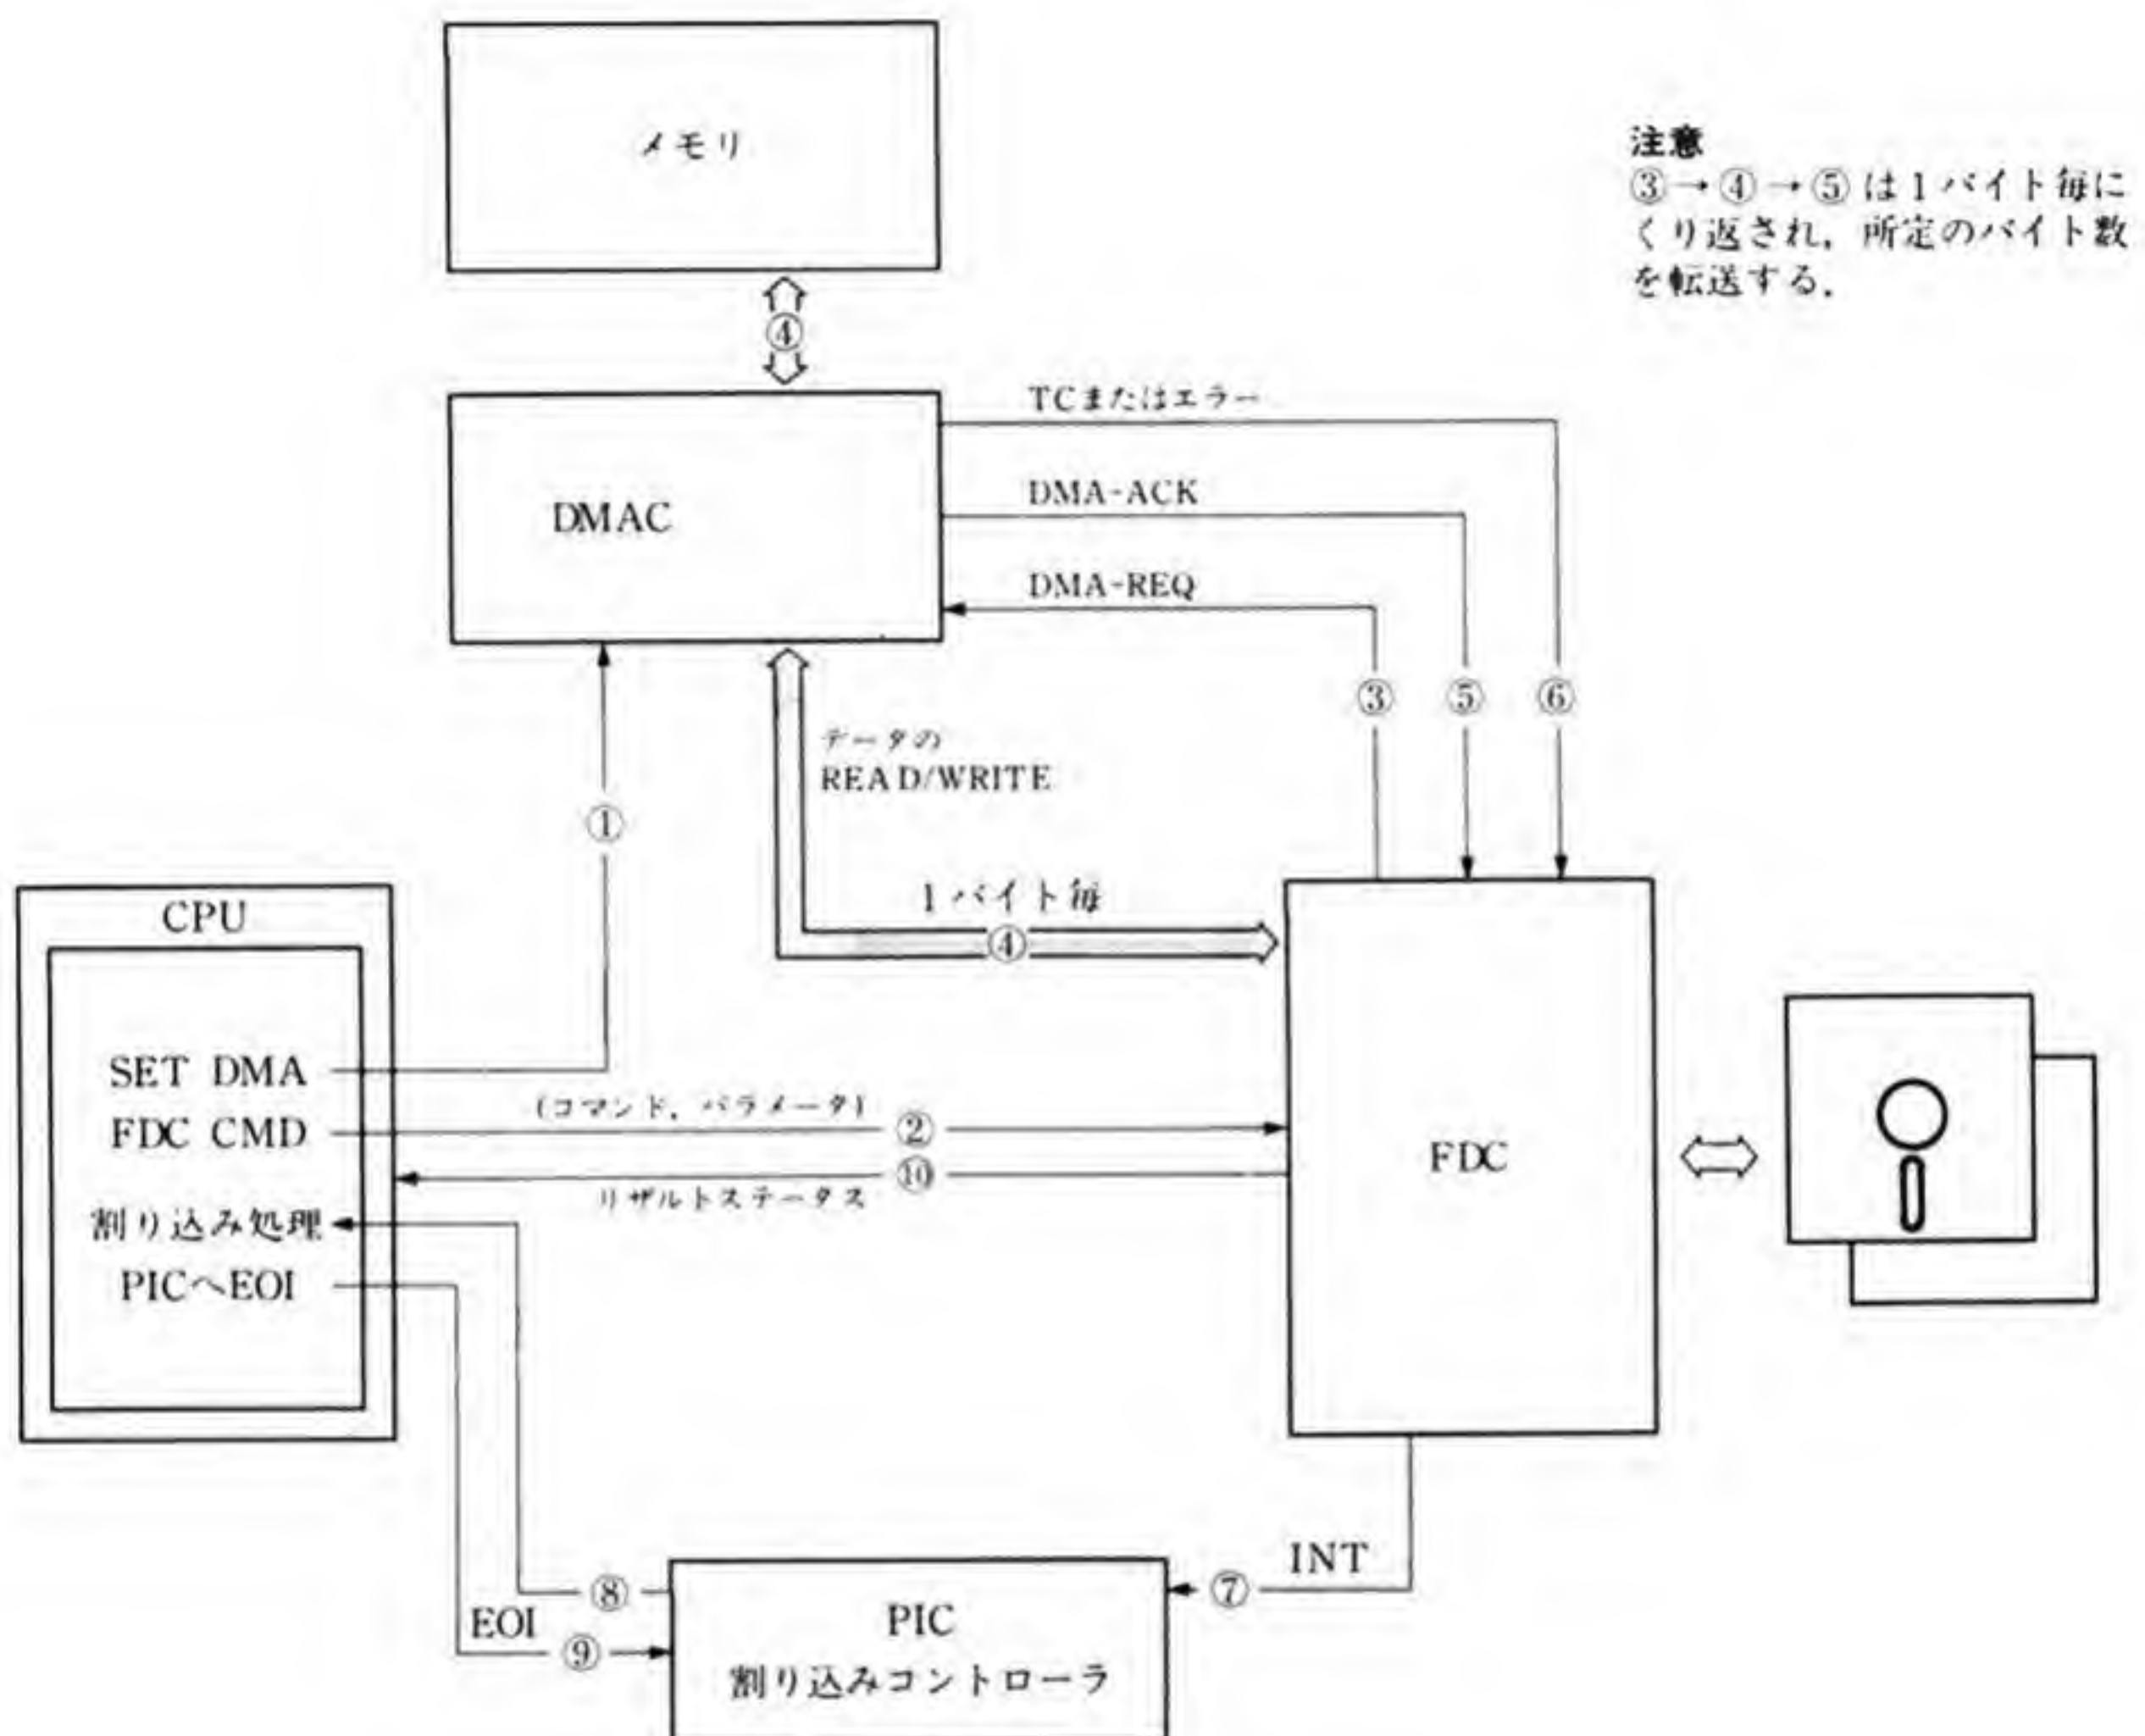 メモリ
注意
③→④→⑤は1バイト毎に
くり返され，所定のバイト数
を転送する．
④
TCまたはエラー
DMAC
DMA-ACK
DMA-REQ
③ ⑤ ⑥
データの
READ/WRITE
①
1バイト毎
④
CPU
SET DMA
(コマンド，パラメータ)
FDC CMD
②
⑩
リザルトステータス
FDC
割り込み処理
PICへEOI
INT
⑦
⑧
EOI
⑨
PIC
割り込みコントローラ